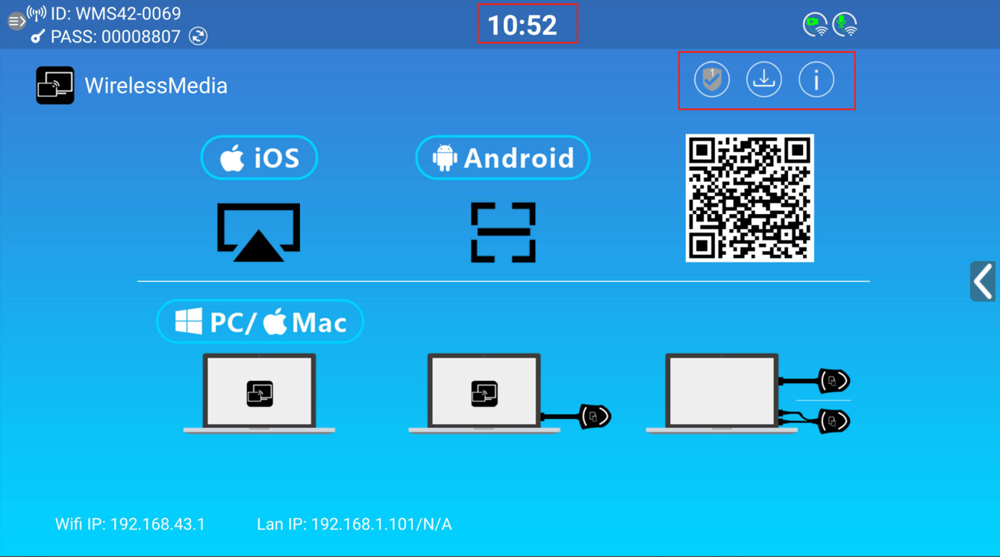 ID: WMS42-0069
PASS: 00008807
10:52
WirelessMedia
1
i
iOS
Android
PC/ Mac
Wifi IP: 192.168.43.1
Lan IP: 192.168.1.101/N/A